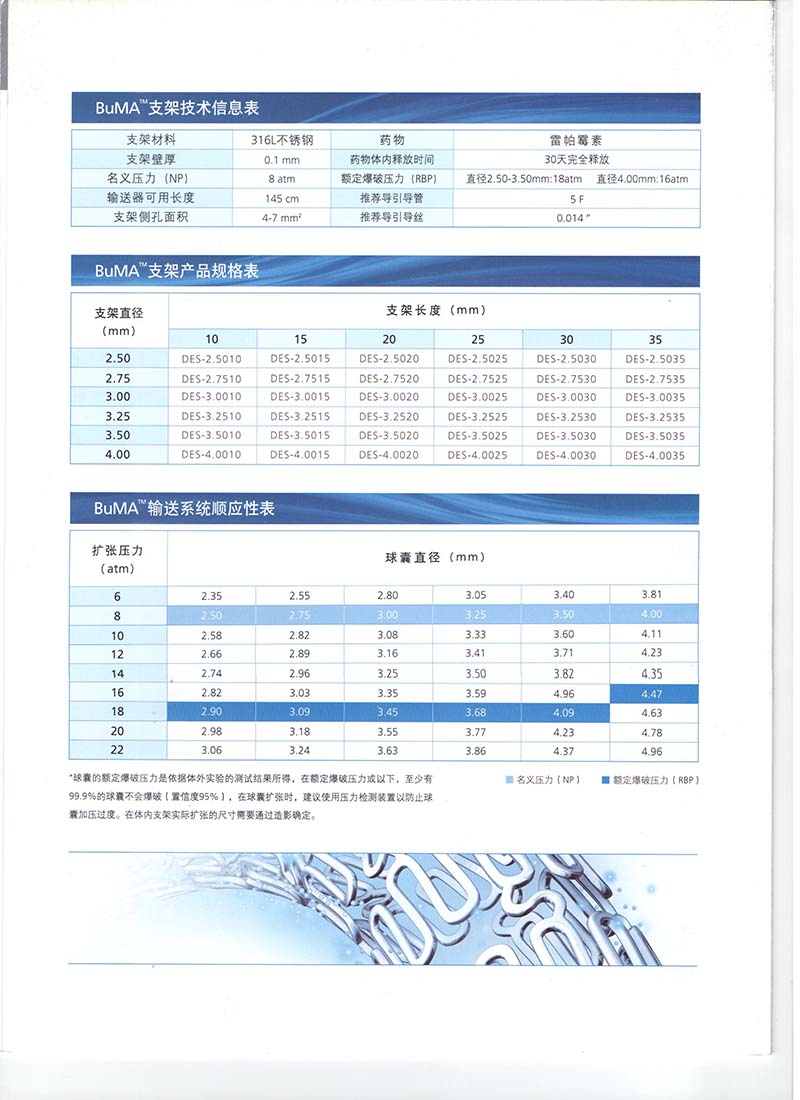 BuMA™支架技术信息表
支架材料 316L不锈钢 药物 雷帕霉素
支架壁厚 0.1 mm 药物体内释放时间 30天完全释放
名义压力（NP） 8 atm 额定爆破压力（RBP） 直径2.50-3.50mm:18atm 直径4.00mm:16atm
输送器可用长度 145 cm 推荐导引导管 5 F
支架侧孔面积 4-7 mm² 推荐导引导丝 0.014″
BuMA™支架产品规格表
支架直径
（mm）
支架长度（mm）
10 15 20 25 30 35
2.50 DES-2.5010 DES-2.5015 DES-2.5020 DES-2.5025 DES-2.5030 DES-2.5035
2.75 DES-2.7510 DES-2.7515 DES-2.7520 DES-2.7525 DES-2.7530 DES-2.7535
3.00 DES-3.0010 DES-3.0015 DES-3.0020 DES-3.0025 DES-3.0030 DES-3.0035
3.25 DES-3.2510 DES-3.2515 DES-3.2520 DES-3.2525 DES-3.2530 DES-3.2535
3.50 DES-3.5010 DES-3.5015 DES-3.5020 DES-3.5025 DES-3.5030 DES-3.5035
4.00 DES-4.0010 DES-4.0015 DES-4.0020 DES-4.0025 DES-4.0030 DES-4.0035
BuMA™输送系统顺应性表
扩张压力
（atm）
球囊直径（mm）
6 2.35 2.55 2.80 3.05 3.40 3.81
8 2.50 2.75 3.00 3.25 3.50 4.00
10 2.58 2.82 3.08 3.33 3.60 4.11
12 2.66 2.89 3.16 3.41 3.71 4.23
14 2.74 2.96 3.25 3.50 3.82 4.35
16 2.82 3.03 3.35 3.59 4.96 4.47
18 2.90 3.09 3.45 3.68 4.09 4.63
20 2.98 3.18 3.55 3.77 4.23 4.78
22 3.06 3.24 3.63 3.86 4.37 4.96
*球囊的额定爆破压力是依据体外实验的测试结果所得，在额定爆破压力或以下，至少有
99.9%的球囊不会爆破（置信度95%），在球囊扩张时，建议使用压力检测装置以防止球
囊加压过度。在体内支架实际扩张的尺寸需要通过造影确定。
名义压力（NP） 额定爆破压力（RBP）